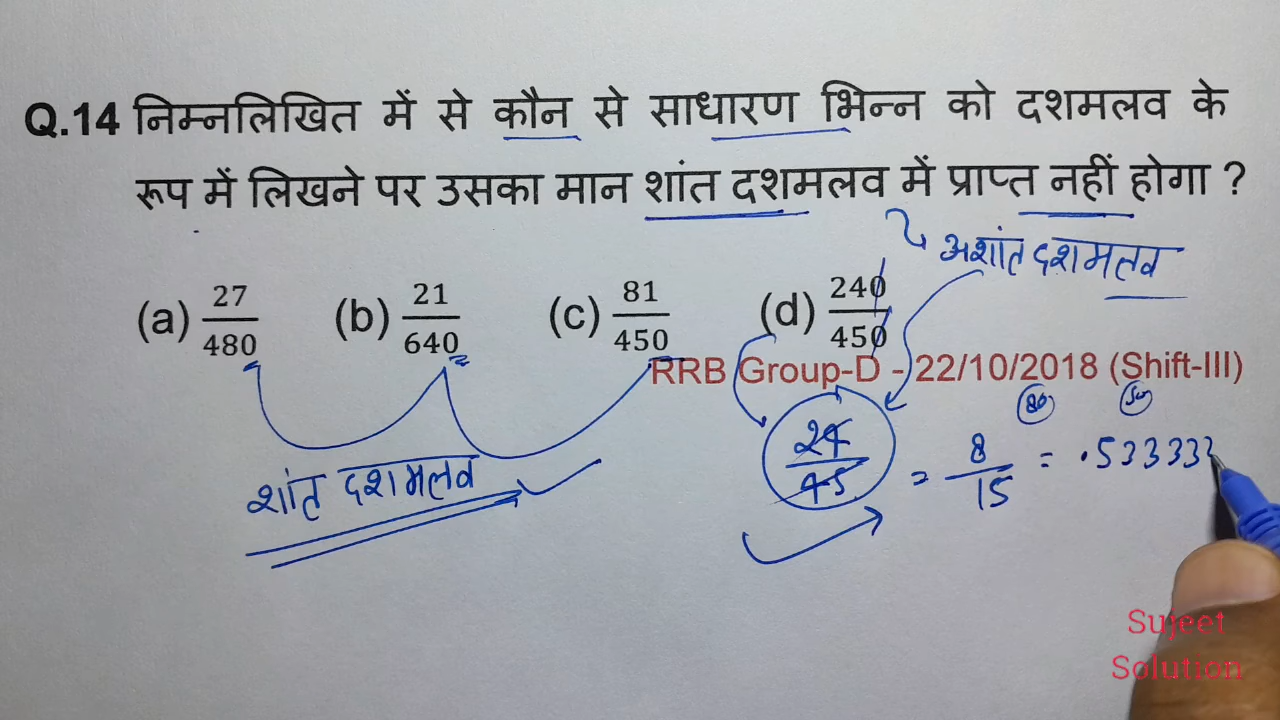 Q.14 निम्नलिखित में से कौन से साधारण भिन्न को दशमलव के
रूप में लिखने पर उसका मान शांत दशमलव में प्राप्त नहीं होगा ?
अशांत दशमलव
(a) 27/480 (b) 21/640 (c) 81/450 (d) 240/450
RRB Group-D - 22/10/2018 (Shift-III)
24/45 = 8/15 = .533333
शांत दशमलव
Sujeet
Solution